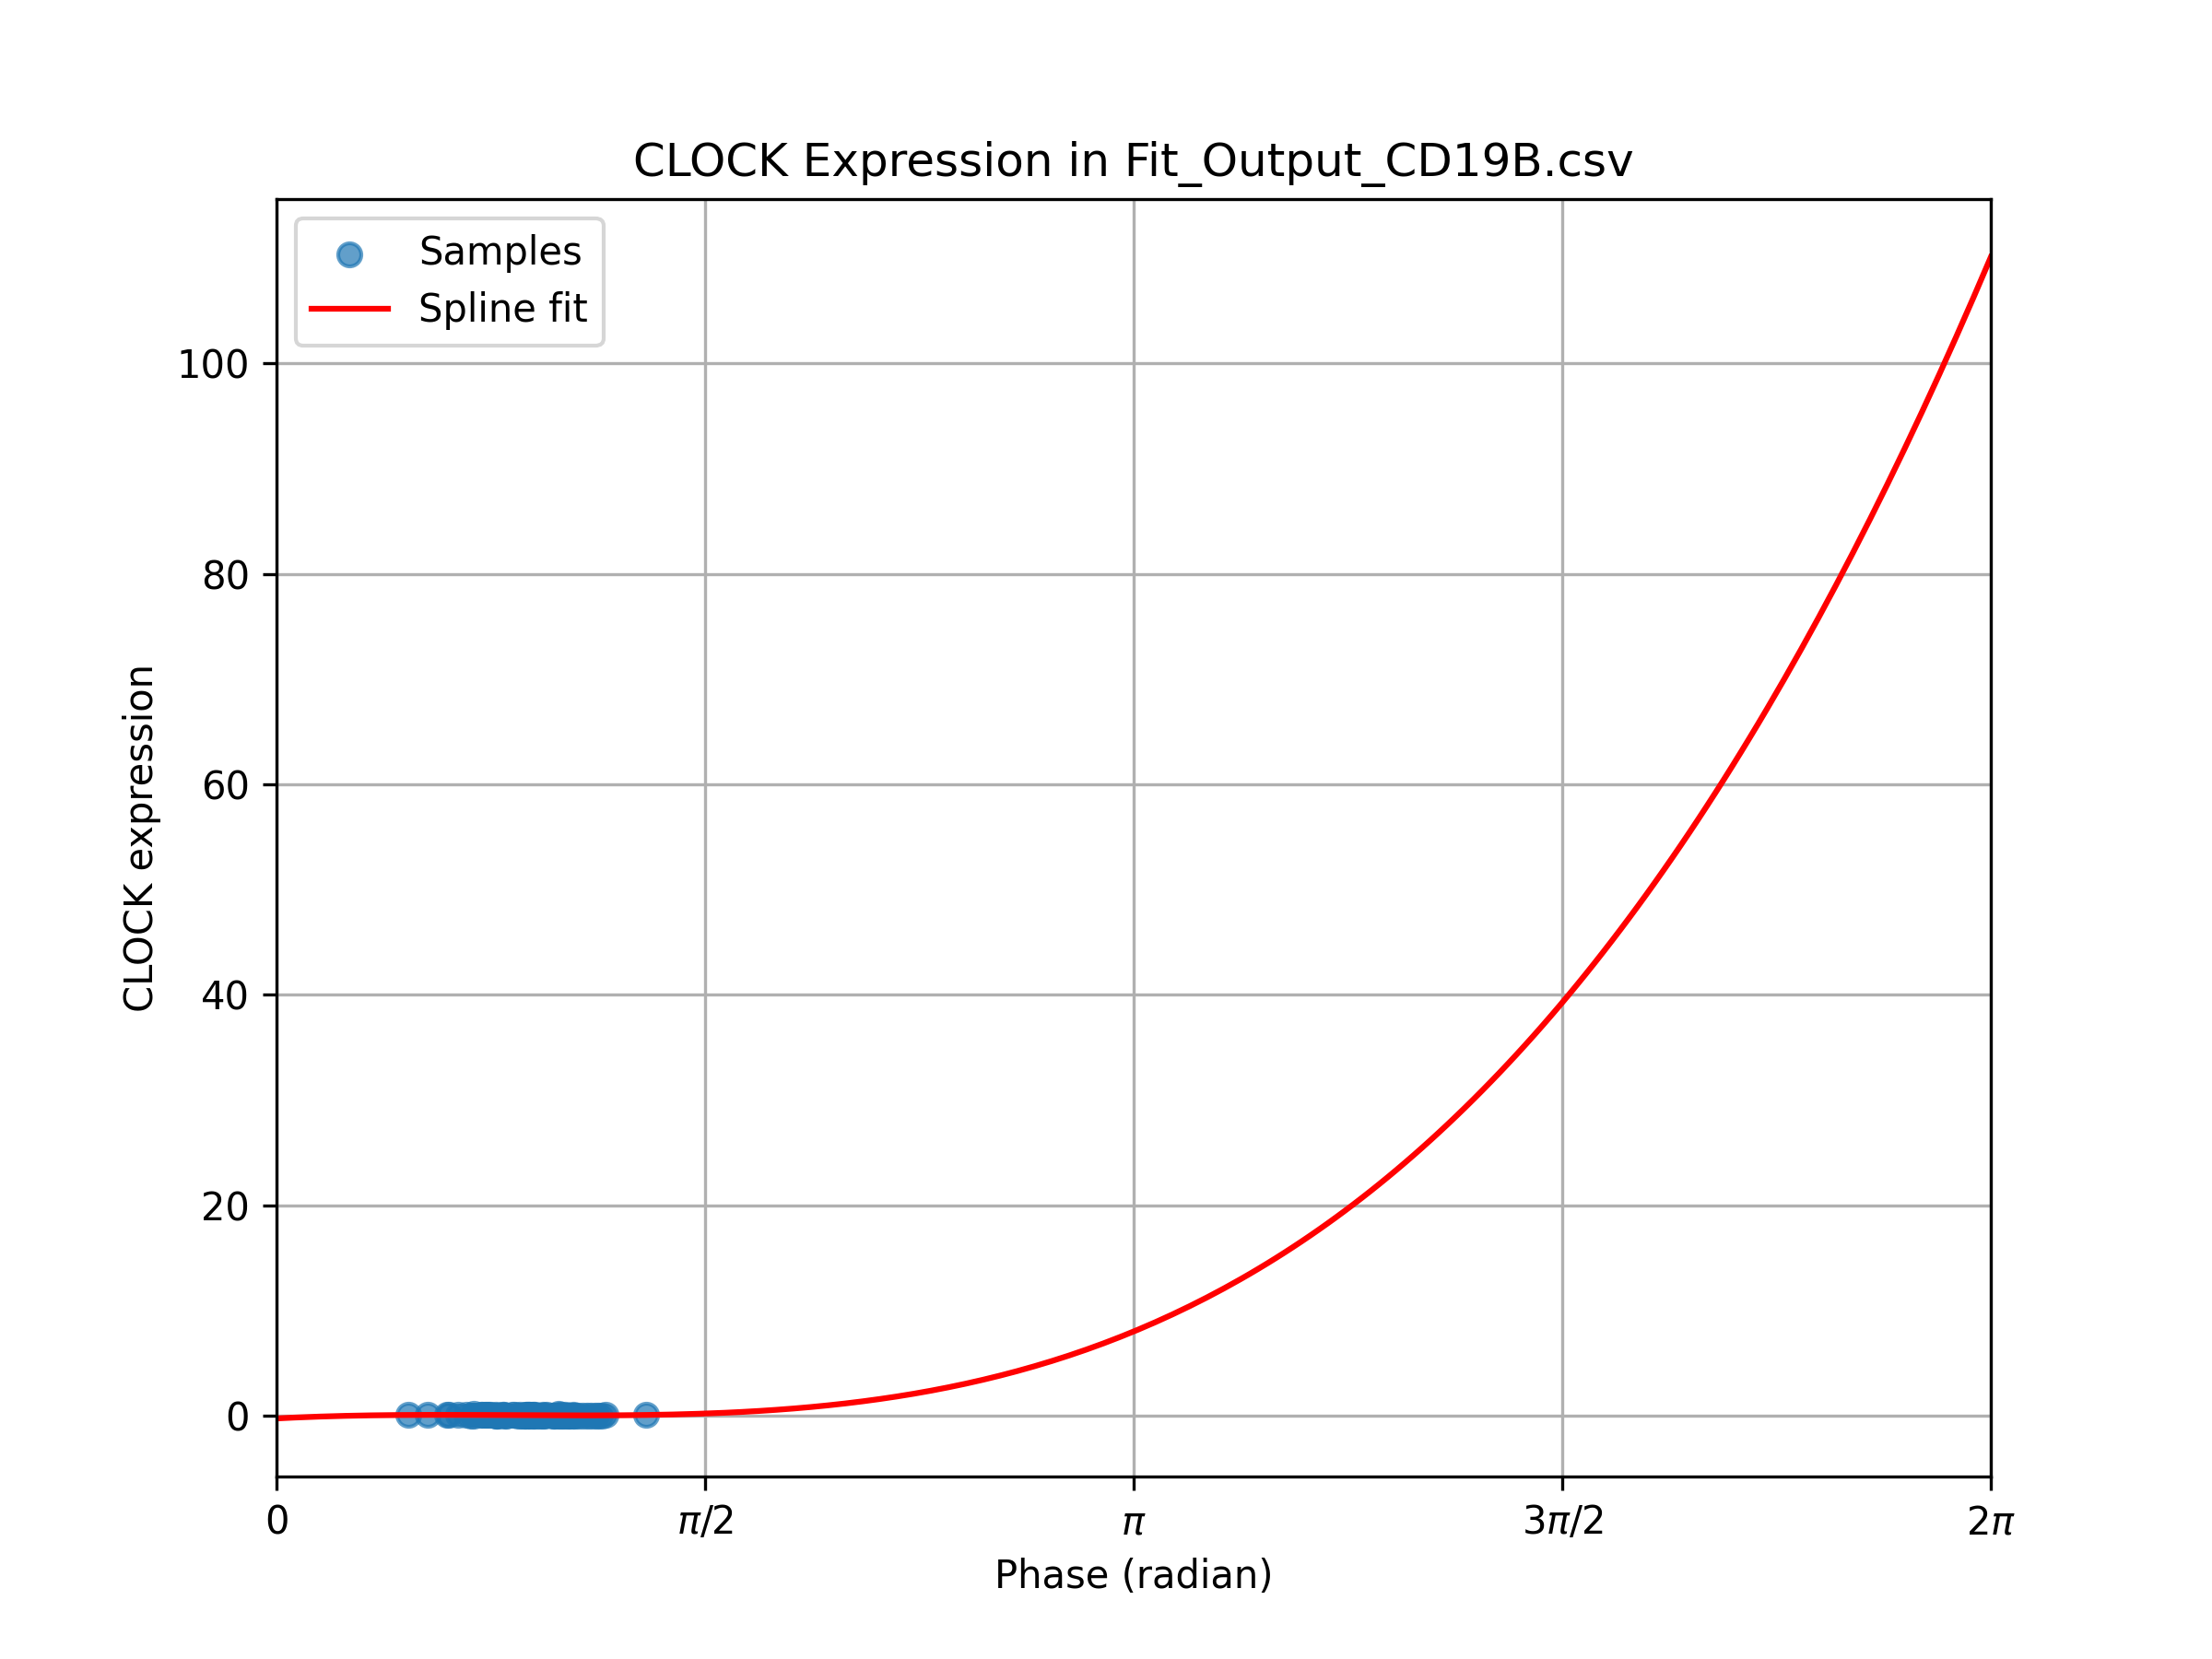 CLOCK Expression in Fit_Output_CD19B.csv
Samples
Spline fit
100
80
60
40
20
0
CLOCK expression
0
π/2
π
3π/2
2π
Phase (radian)